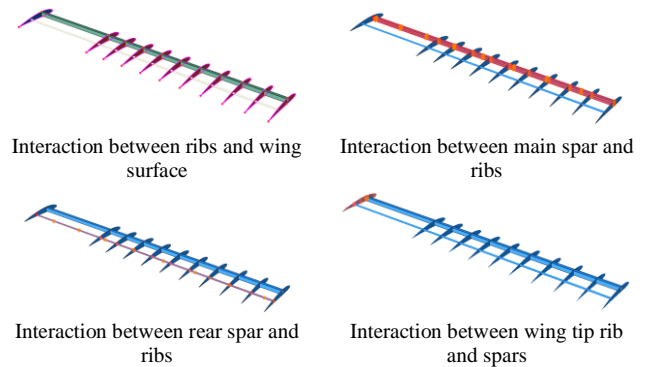 Interaction between ribs and wing
surface
Interaction between main spar and
ribs
Interaction between rear spar and
ribs
Interaction between wing tip rib
and spars